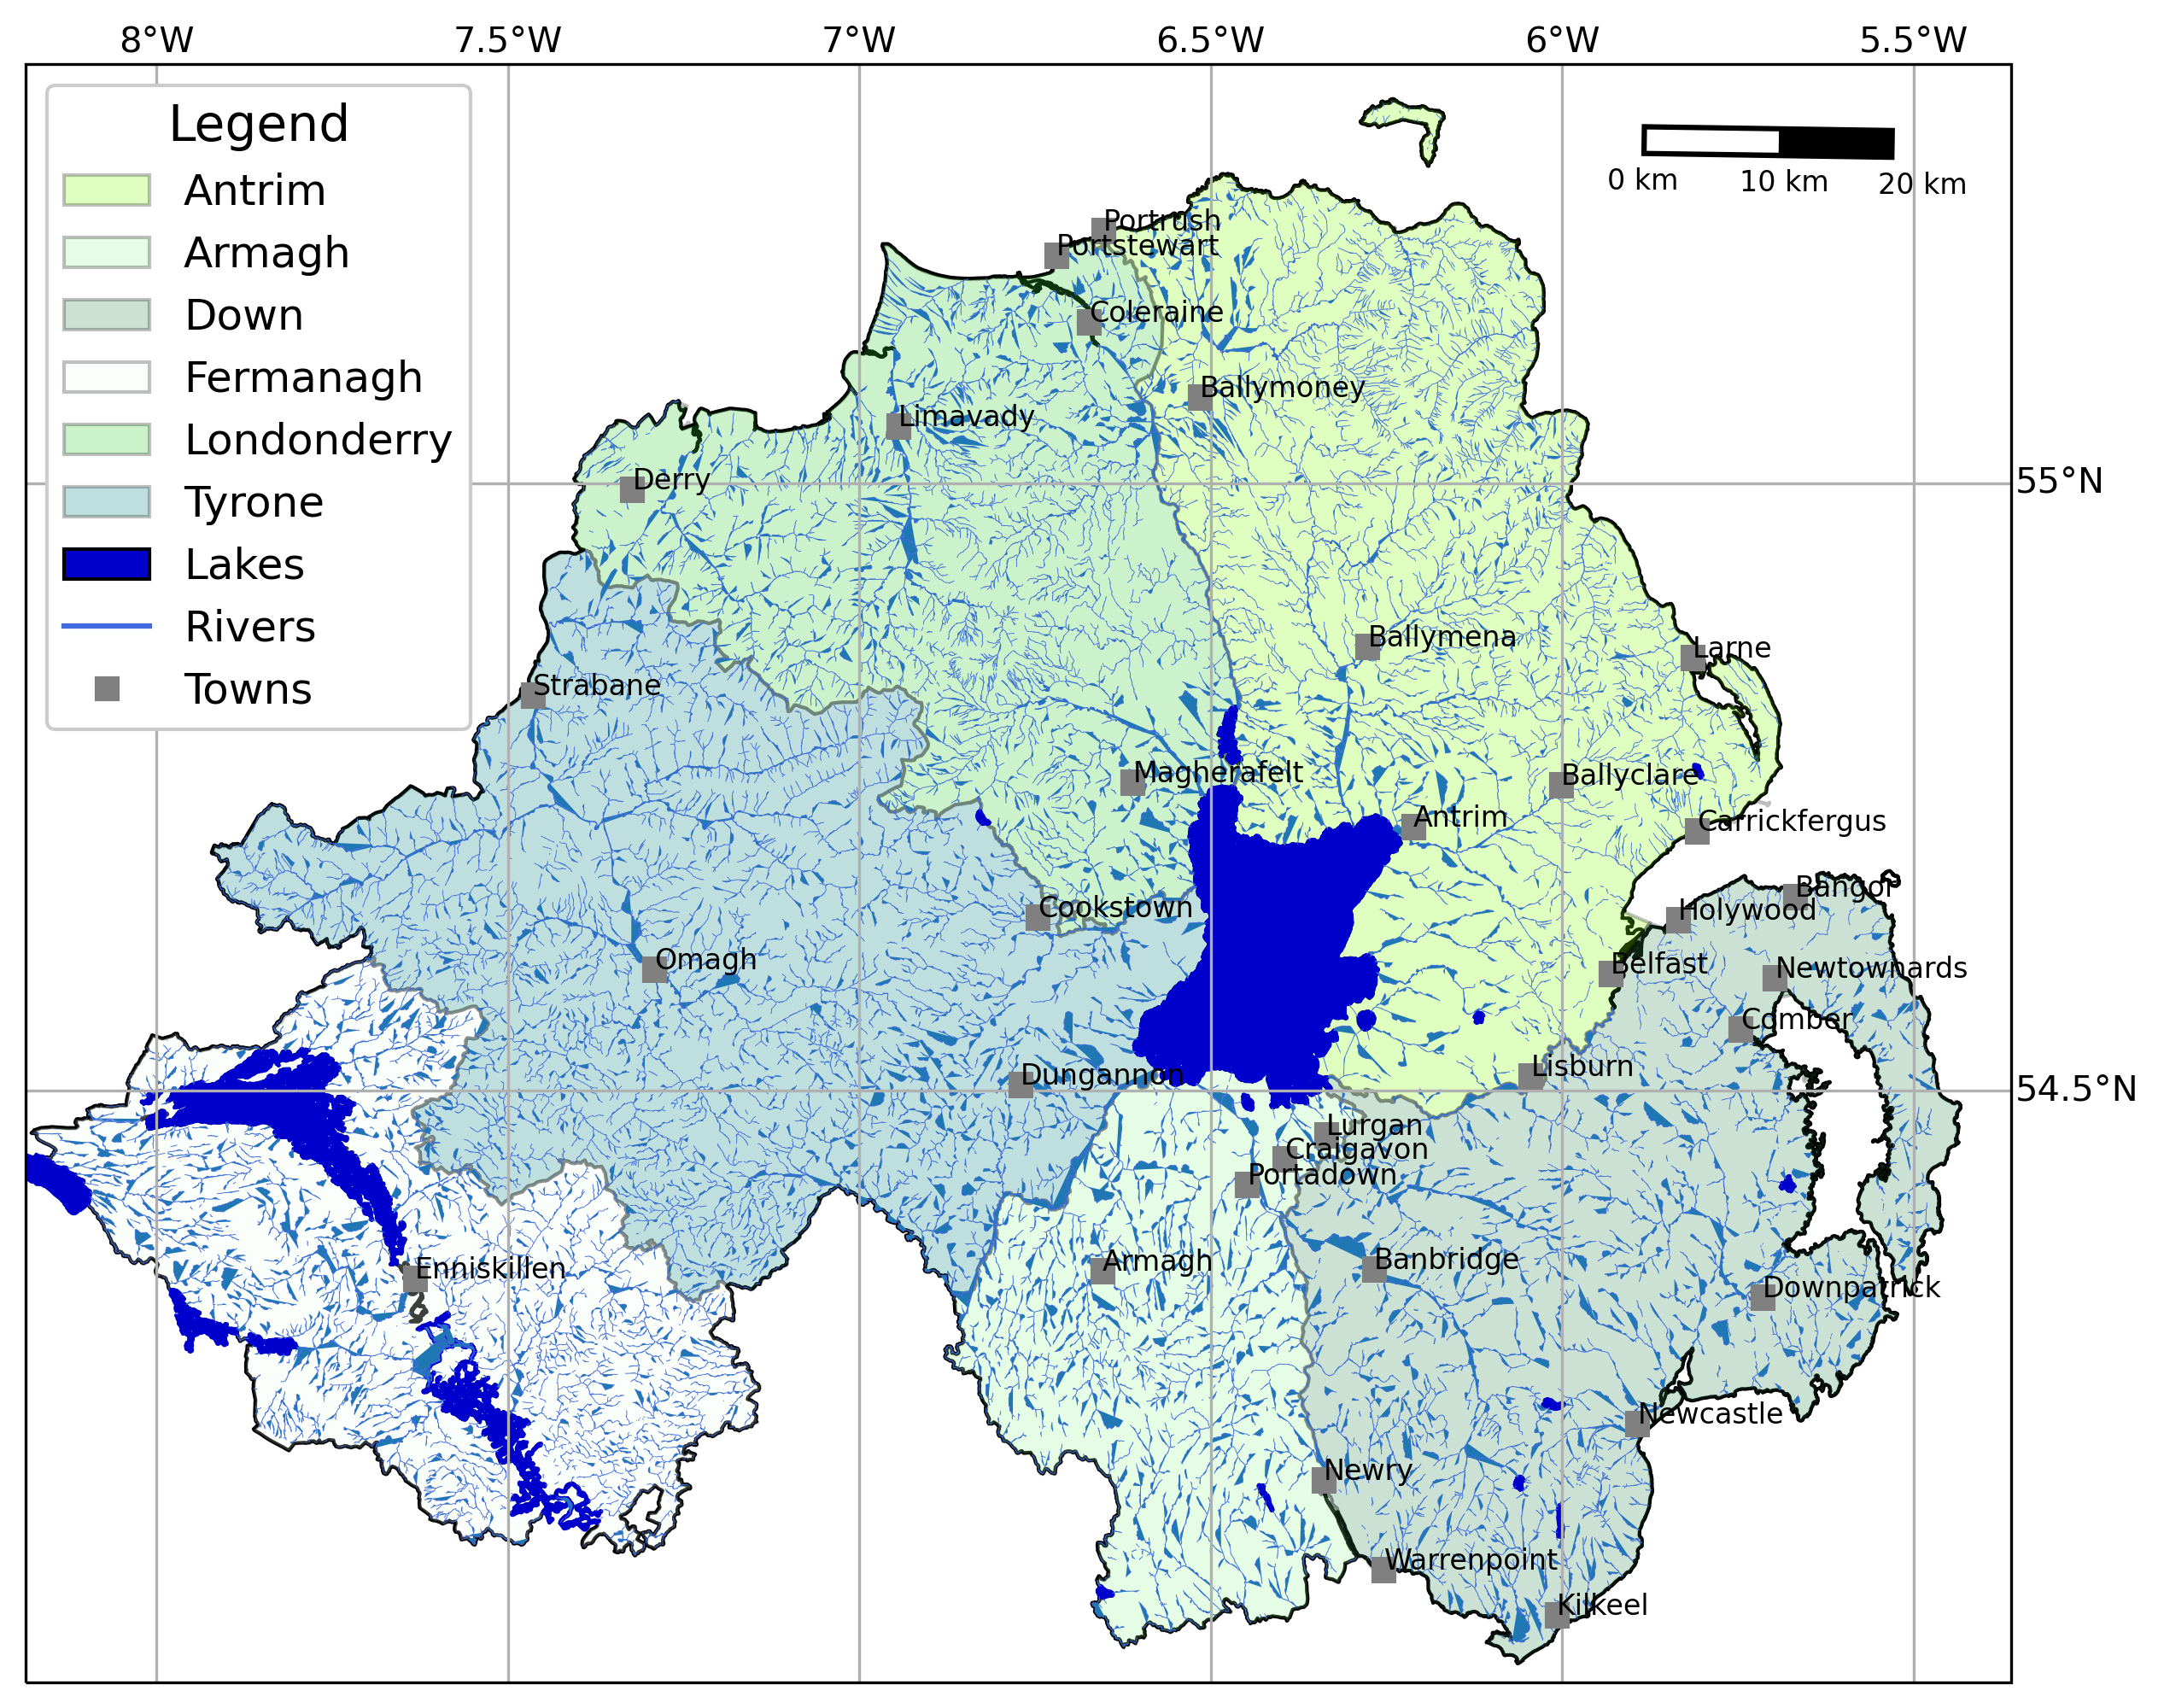 8°W 7.5°W 7°W 6.5°W 6°W 5.5°W
Legend
Antrim
Armagh
Down
Fermanagh
Londonderry
Tyrone
Lakes
Rivers
Towns
0 km 10 km 20 km
Portrush
Portstewart
Coleraine
Ballymoney
Limavady
Derry
55°N
Ballymena
Larne
Strabane
Magherafelt
Ballyclare
Antrim
Carrickfergus
Bangor
Cookstown
Holywood
Omagh
Belfast
Newtownards
Comber
Dungannon
Lisburn
54.5°N
Lurgan
Craigavon
Portadown
Enniskillen
Armagh
Banbridge
Downpatrick
Newcastle
Newry
Warrenpoint
Kilkeel